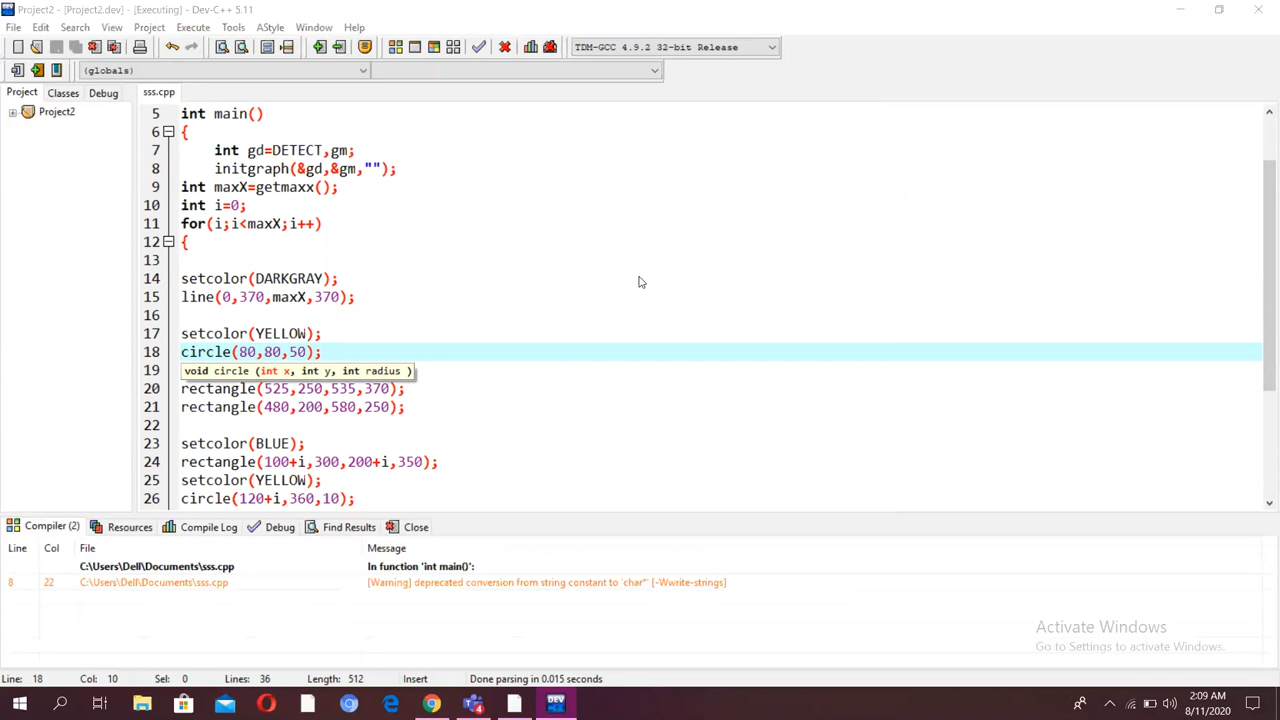 Project2 - [Project2.dev] - [Executing] - Dev-C++ 5.11
File Edit Search View Project Execute Tools AStyle Window Help
TDM-GCC 4.9.2 32-bit Release
(globals)
Project Classes Debug sss.cpp
Project2
5 int main()
6 {
7 int gd=DETECT,gm;
8 initgraph(&gd,&gm,"");
9 int maxX=getmaxx();
10 int i=0;
11 for(i;i<maxX;i++)
12 {
13
14 setcolor(DARKGRAY);
15 line(0,370,maxX,370);
16
17 setcolor(YELLOW);
18 circle(80,80,50);
19 void circle (int x, int y, int radius )
20 rectangle(525,250,535,370);
21 rectangle(480,200,580,250);
22
23 setcolor(BLUE);
24 rectangle(100+i,300,200+i,350);
25 setcolor(YELLOW);
26 circle(120+i,360,10);
Compiler (2) Resources Compile Log Debug Find Results Close
Line Col File Message
C:\Users\Dell\Documents\sss.cpp In function 'int main()':
8 22 C:\Users\Dell\Documents\sss.cpp [Warning] deprecated conversion from string constant to 'char*' [-Wwrite-strings]
Activate Windows
Go to Settings to activate Windows.
Line: 18 Col: 10 Sel: 0 Lines: 36 Length: 512 Insert Done parsing in 0.015 seconds
4 DEV 2:09 AM
8/11/2020